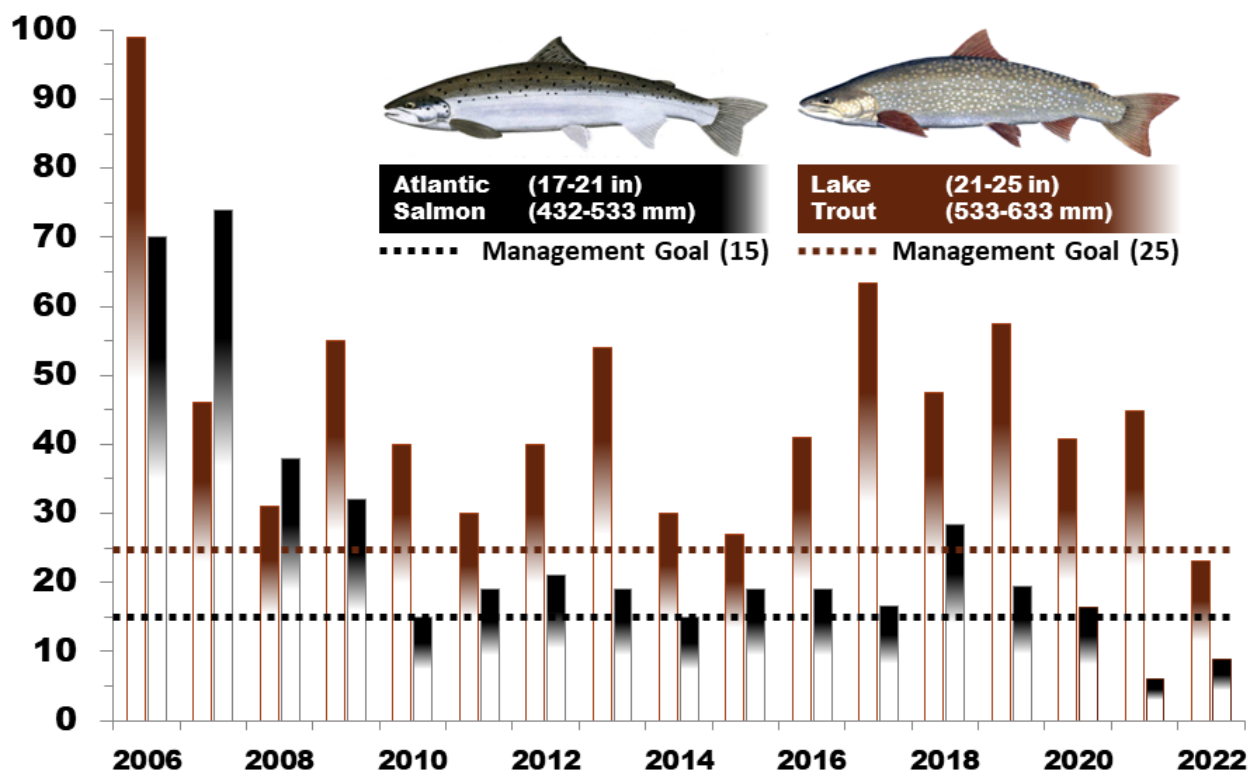 100
90
80
70
60
50
40
30
20
10
0
Atlantic (17-21 in)
Salmon (432-533 mm)
Management Goal (15)
Lake (21-25 in)
Trout (533-633 mm)
Management Goal (25)
2006 2008 2010 2012 2014 2016 2018 2020 2022